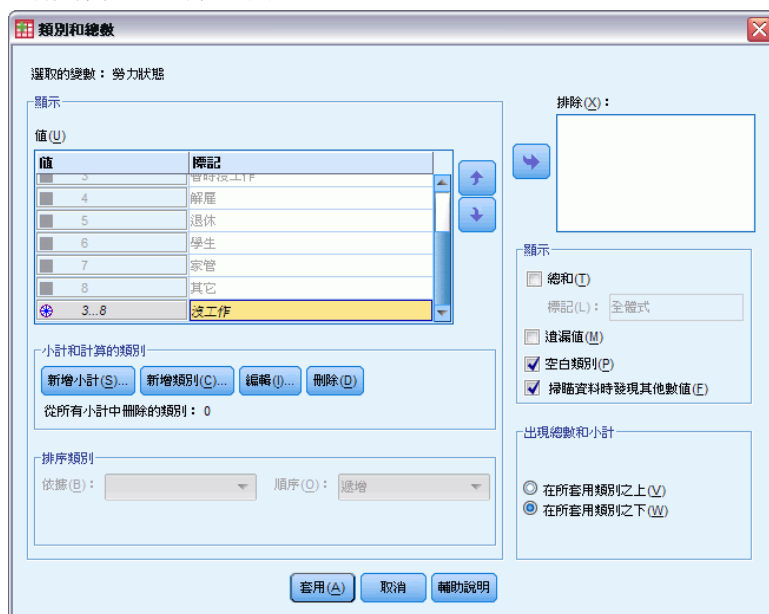 類別和總數
選取的變數： 勞力狀態
顯示
值(U)
值 標記
3 暫時沒工作
4 解雇
5 退休
6 學生
7 家管
8 其它
3...8 沒工作
小計和計算的類別
新增小計(S)... 新增類別(C)... 編輯(I)... 刪除(D)
從所有小計中刪除的類別： 0
排序類別
依據(B)： 順序(O)： 遞增
排除(X)：
顯示
總和(T)
標記(L)： 全體式
遺漏值(M)
空白類別(P)
掃瞄資料時發現其他數值(F)
出現總數和小計
在所套用類別之上(V)
在所套用類別之下(W)
套用(A) 取消 輔助說明